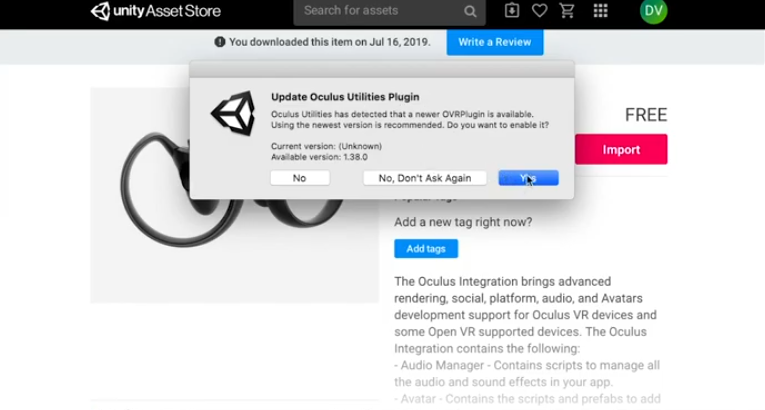 unity Asset Store
Search for assets
DV
You downloaded this item on Jul 16, 2019.
Write a Review
Update Oculus Utilities Plugin
Oculus Utilities has detected that a newer OVRPlugin is available.
Using the newest version is recommended. Do you want to enable it?
Current version: (Unknown)
Available version: 1.38.0
No
No, Don't Ask Again
Yes
FREE
Import
Popular Tags
Add a new tag right now?
Add tags
The Oculus Integration brings advanced
rendering, social, platform, audio, and Avatars
development support for Oculus VR devices and
some Open VR supported devices. The Oculus
Integration contains the following:
- Audio Manager - Contains scripts to manage all
the audio and sound effects in your app.
- Avatar - Contains the scripts and prefabs to add